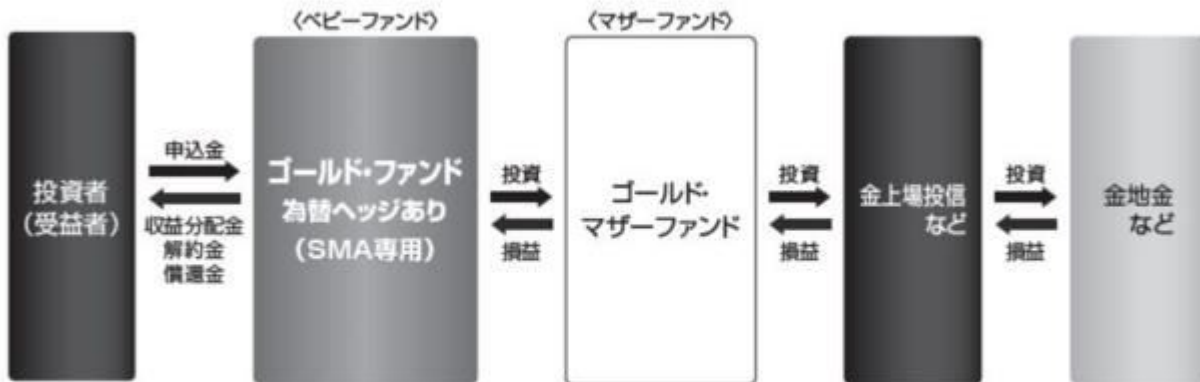 〈ベビーファンド〉
〈マザーファンド〉
投資者
(受益者)
申込金
収益分配金
解約金
償還金
ゴールド・ファンド
為替ヘッジあり
(SMA専用)
投資
損益
ゴールド・
マザーファンド
投資
損益
金上場投信
など
投資
損益
金地金
など